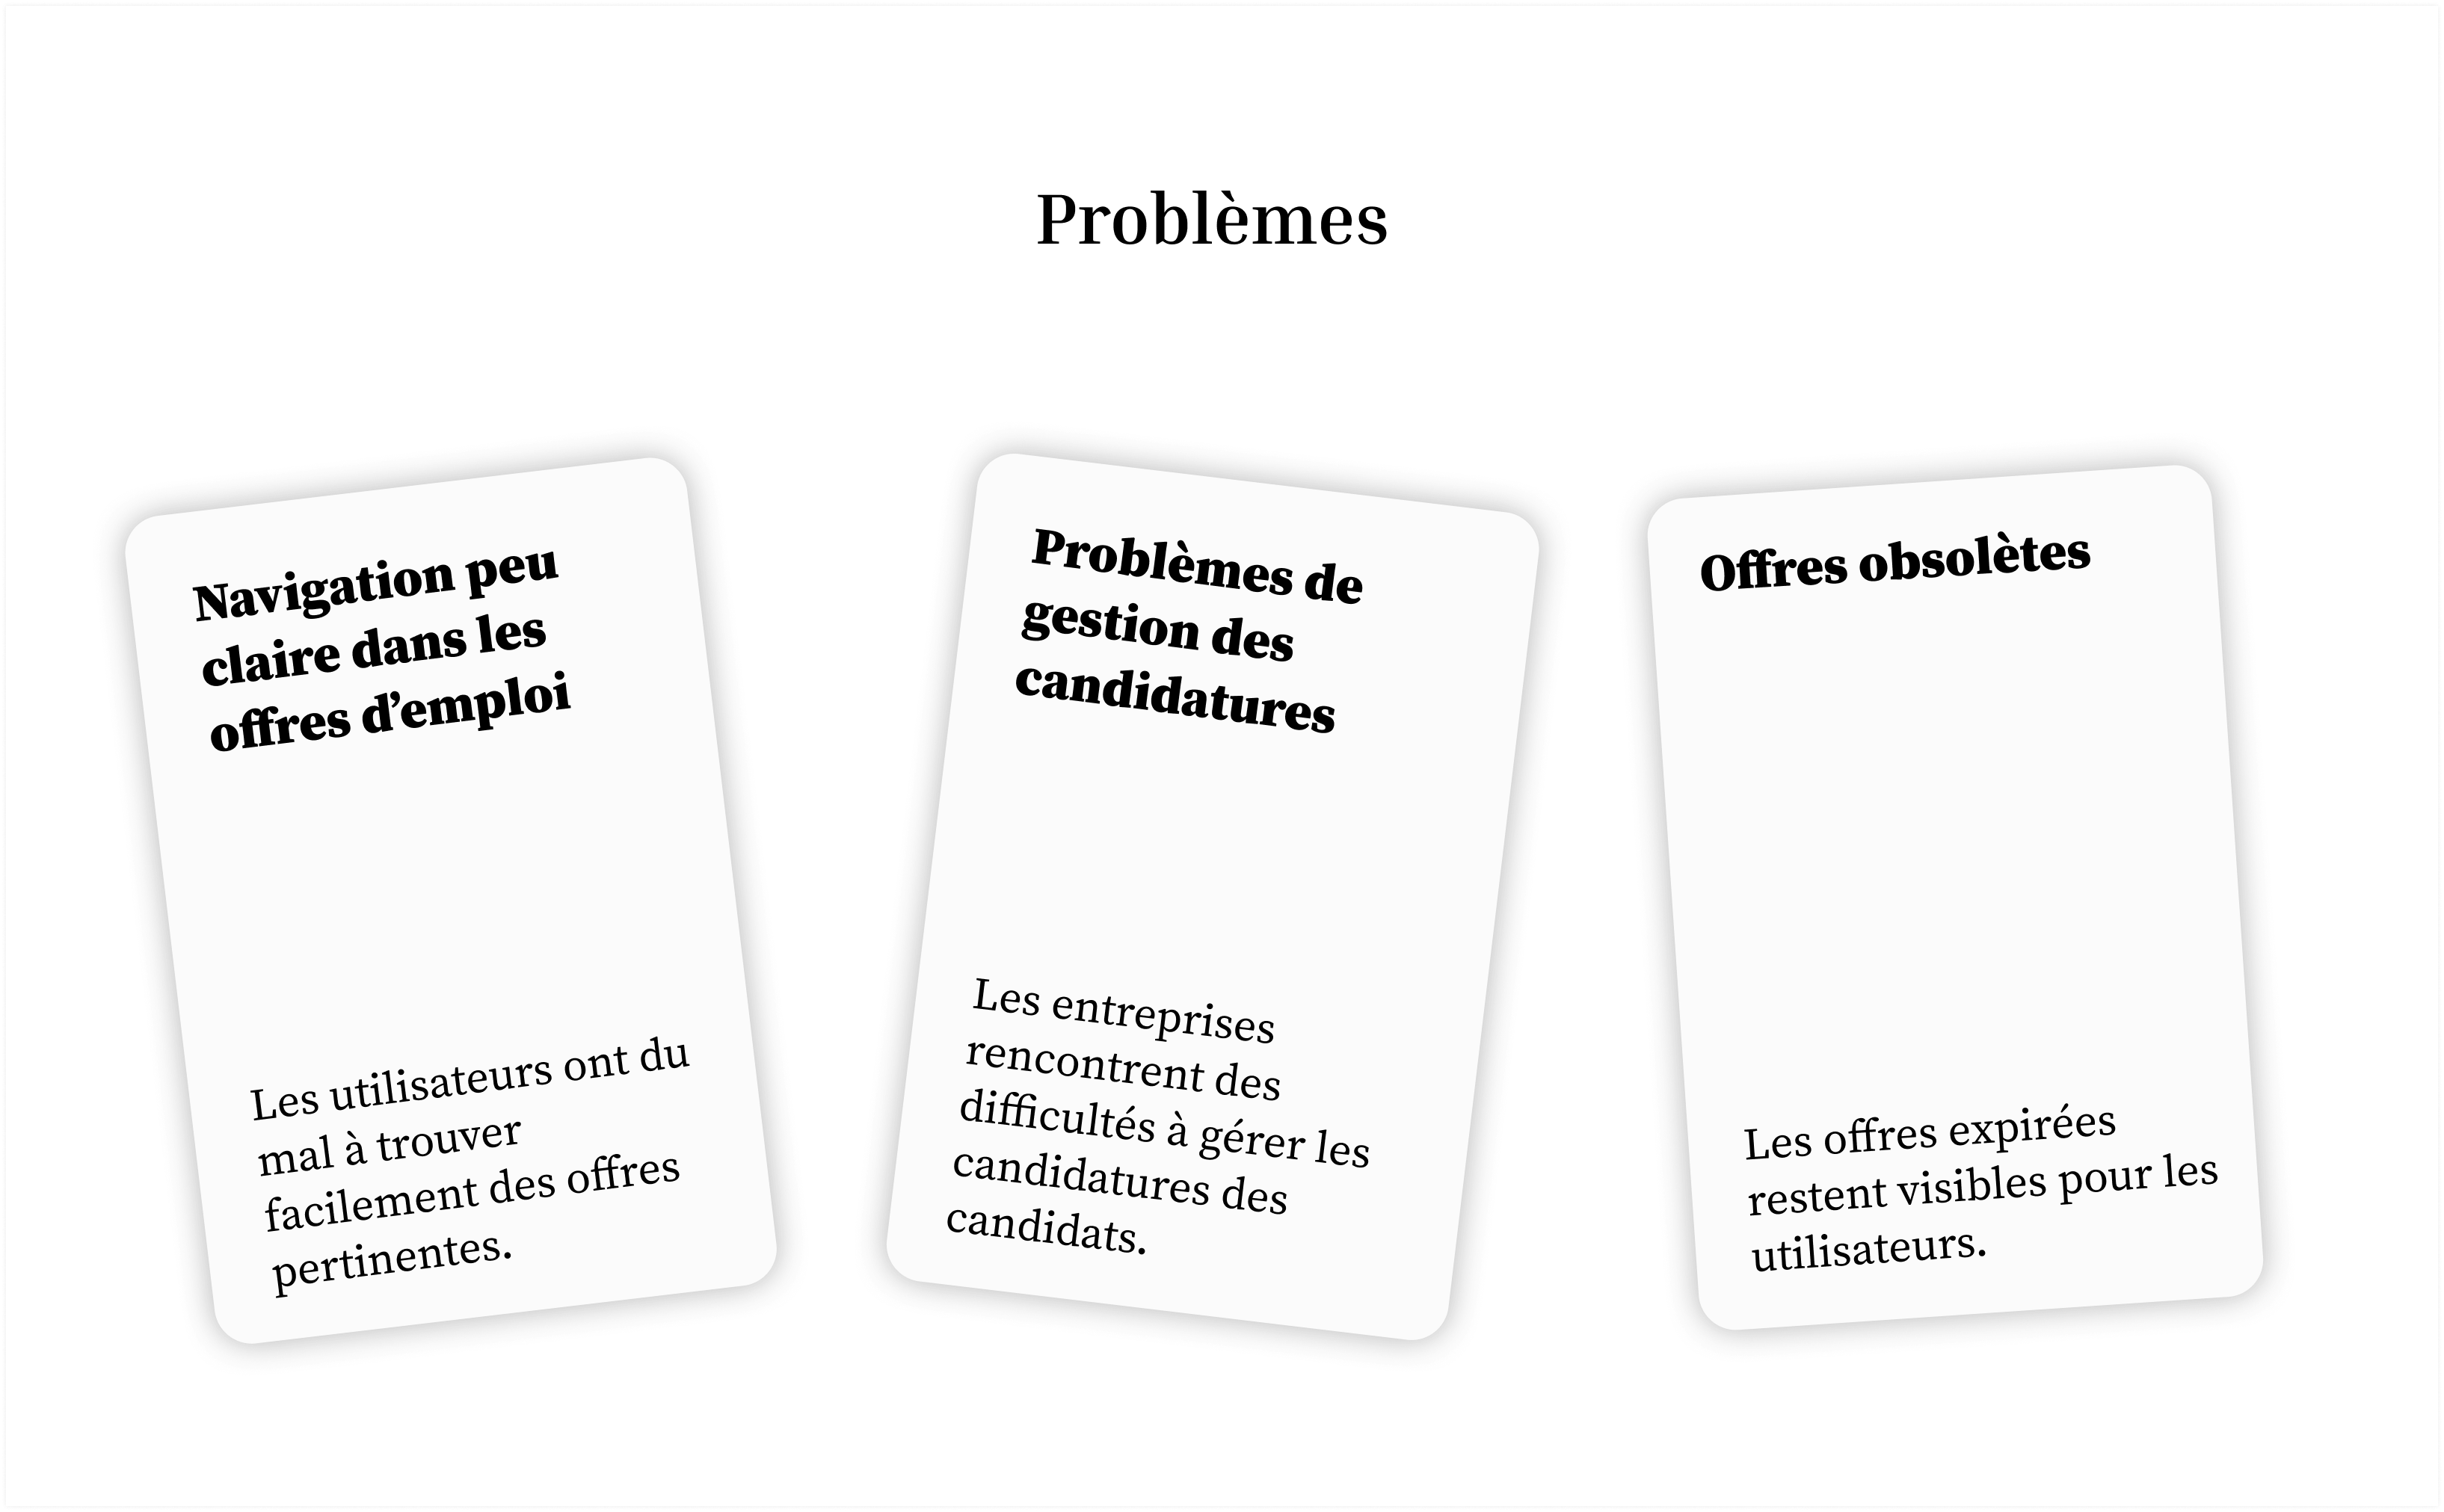 Problèmes
Navigation peu
claire dans les
offres d’emploi
Les utilisateurs ont du
mal à trouver
facilement des offres
pertinentes.
Problèmes de
gestion des
candidatures
Les entreprises
rencontrent des
difficultés à gérer les
candidatures des
candidats.
Offres obsolètes
Les offres expirées
restent visibles pour les
utilisateurs.